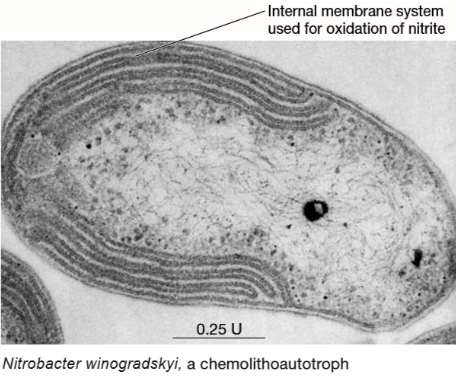 Internal membrane system
used for oxidation of nitrite
0.25 U
Nitrobacter winogradskyi, a chemolithoautotroph